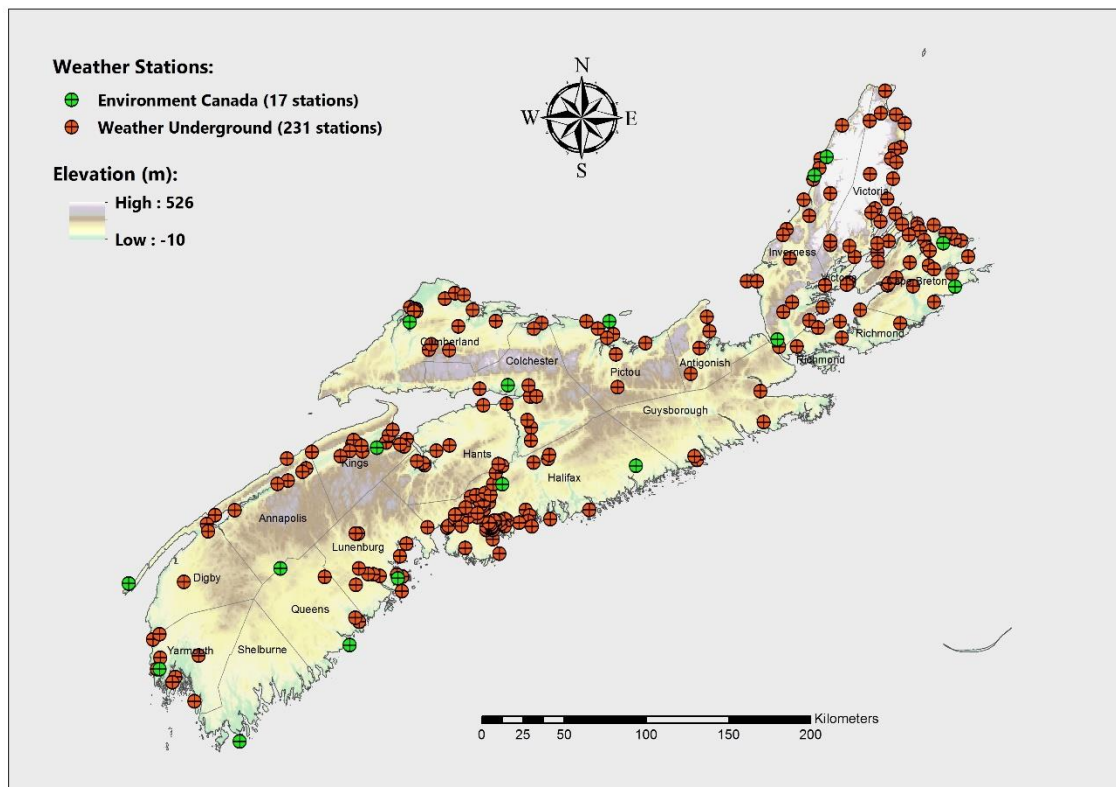 Weather Stations:
Environment Canada (17 stations)
Weather Underground (231 stations)
Elevation (m):
High : 526
Low : -10
N
W E
S
Victoria
Inverness
Victoria
Cape Breton
Richmond
Richmond
Cumberland
Colchester
Pictou
Antigonish
Guysborough
Kings
Hants
Halifax
Annapolis
Lunenburg
Digby
Queens
Yarmouth
Shelburne
Kilometers
0 25 50 100 150 200